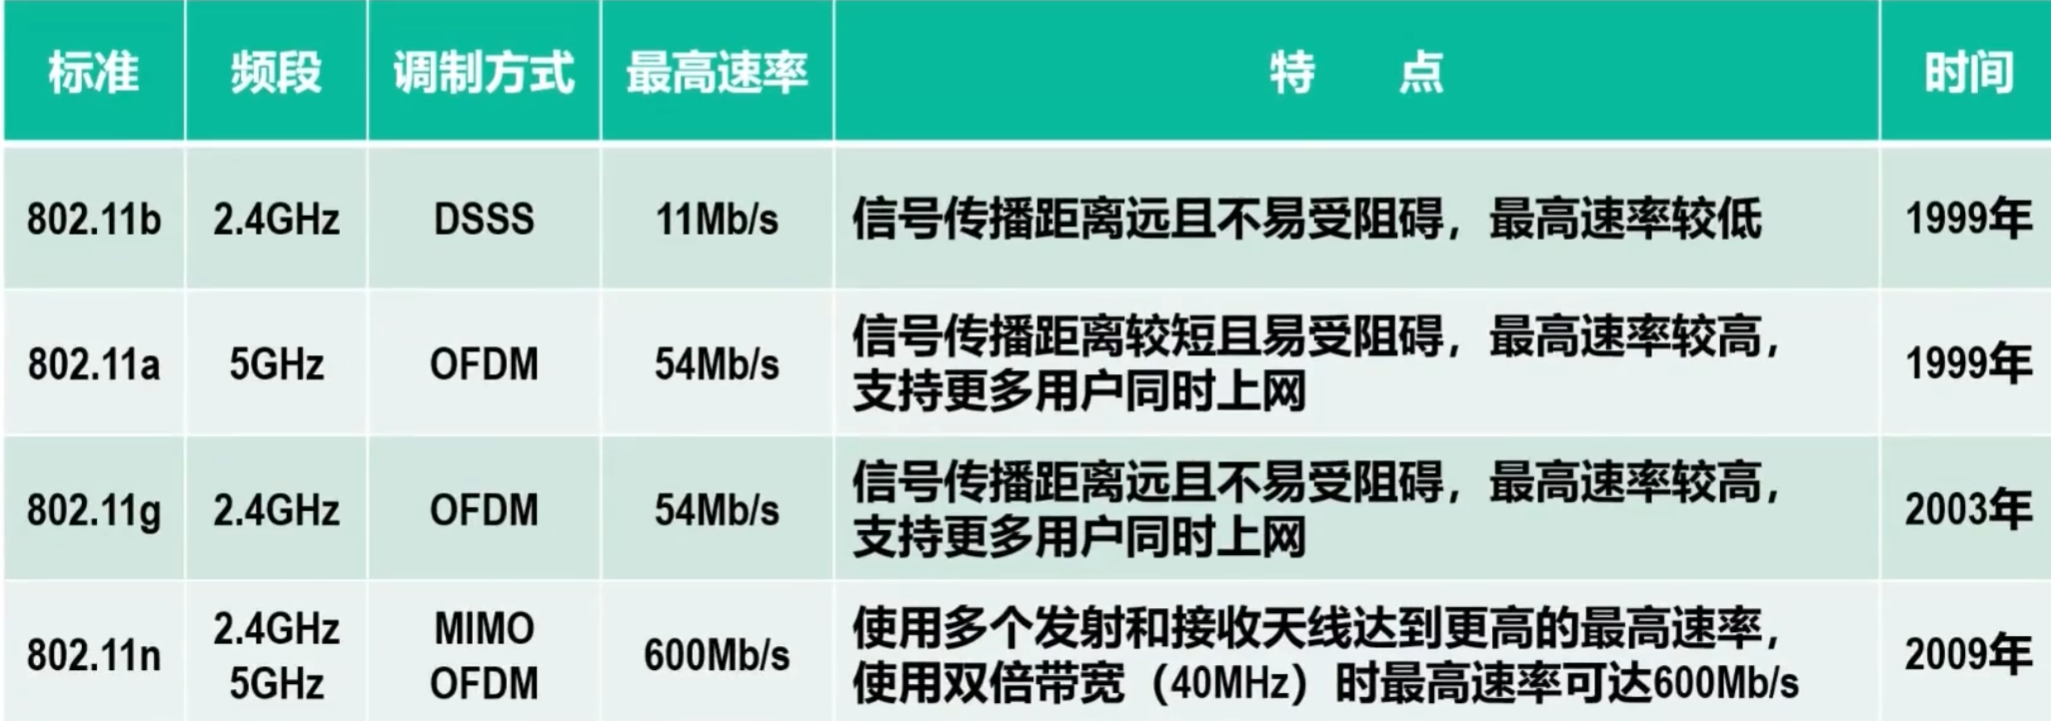 标准 频段 调制方式 最高速率 特 点 时间
802.11b 2.4GHz DSSS 11Mb/s 信号传播距离远且不易受阻碍，最高速率较低 1999年
802.11a 5GHz OFDM 54Mb/s 信号传播距离较短且易受阻碍，最高速率较高，
支持更多用户同时上网 1999年
802.11g 2.4GHz OFDM 54Mb/s 信号传播距离远且不易受阻碍，最高速率较高，
支持更多用户同时上网 2003年
802.11n 2.4GHz
5GHz MIMO
OFDM 600Mb/s 使用多个发射和接收天线达到更高的最高速率，
使用双倍带宽（40MHz）时最高速率可达600Mb/s 2009年